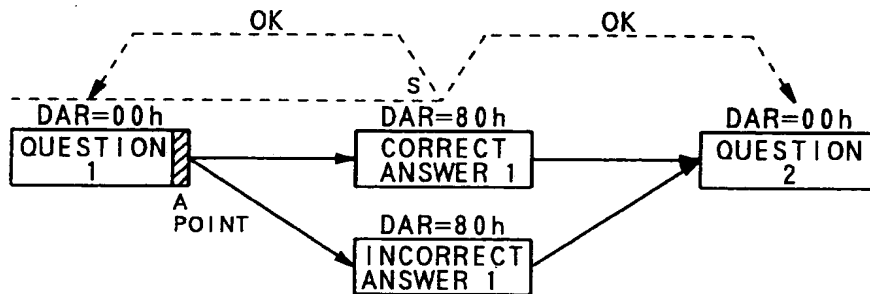 OK OK
S
DAR=00h DAR=80h DAR=00h
QUESTION 1
CORRECT ANSWER 1
QUESTION 2
A POINT
DAR=80h
INCORRECT ANSWER 1